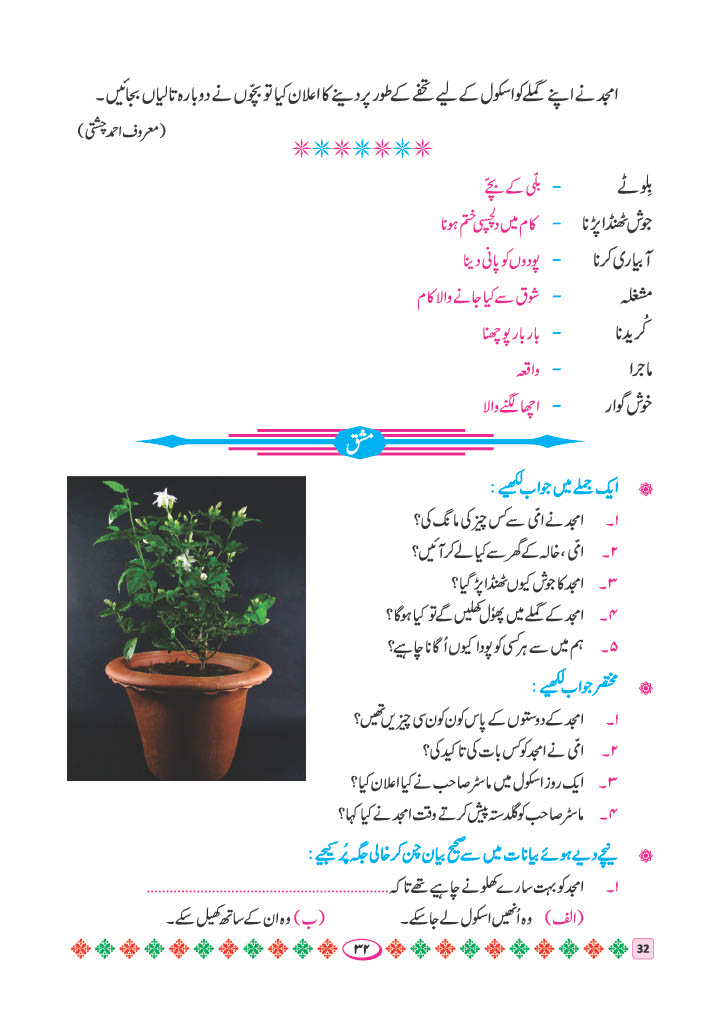 امجد نے اپنے گملے کو اسکول کے لیے تحفے کے طور پر دینے کا اعلان کیا تو بچّوں نے دوبارہ تالیاں بجائیں۔
(معروف احمد چشتی)
بِلوٹے – بلّی کے بچّے
جوش ٹھنڈا پڑنا – کام میں دلچسپی ختم ہونا
آبیاری کرنا – پودوں کو پانی دینا
مشغلہ – شوق سے کیا جانے والا کام
کُریدنا – بار بار پوچھنا
ماجرا – واقعہ
خوش گوار – اچھا لگنے والا
مشق
ایک جملے میں جواب لکھیے :
۱۔ امجد نے امّی سے کس چیز کی مانگ کی؟
۲۔ امّی، خالہ کے گھر سے کیا لے کر آئیں؟
۳۔ امجد کا جوش کیوں ٹھنڈا پڑ گیا؟
۴۔ امجد کے گملے میں پھول کھلیں گے تو کیا ہوگا؟
۵۔ ہم میں سے ہر کسی کو پودا کیوں اُگانا چاہیے؟
مختصر جواب لکھیے :
۱۔ امجد کے دوستوں کے پاس کون کون سی چیزیں تھیں؟
۲۔ امّی نے امجد کو کس بات کی تاکید کی؟
۳۔ ایک روز اسکول میں ماسٹر صاحب نے کیا اعلان کیا؟
۴۔ ماسٹر صاحب کو گلدستہ پیش کرتے وقت امجد نے کیا کہا؟
نیچے دیے ہوئے بیانات میں سے صحیح بیان چن کر خالی جگہ پُر کیجیے :
۱۔ امجد کو بہت سارے کھلونے چاہیے تھے تاکہ ..............................
(الف) وہ اُنھیں اسکول لے جاسکے۔ (ب) وہ ان کے ساتھ کھیل سکے۔
۳۲
32